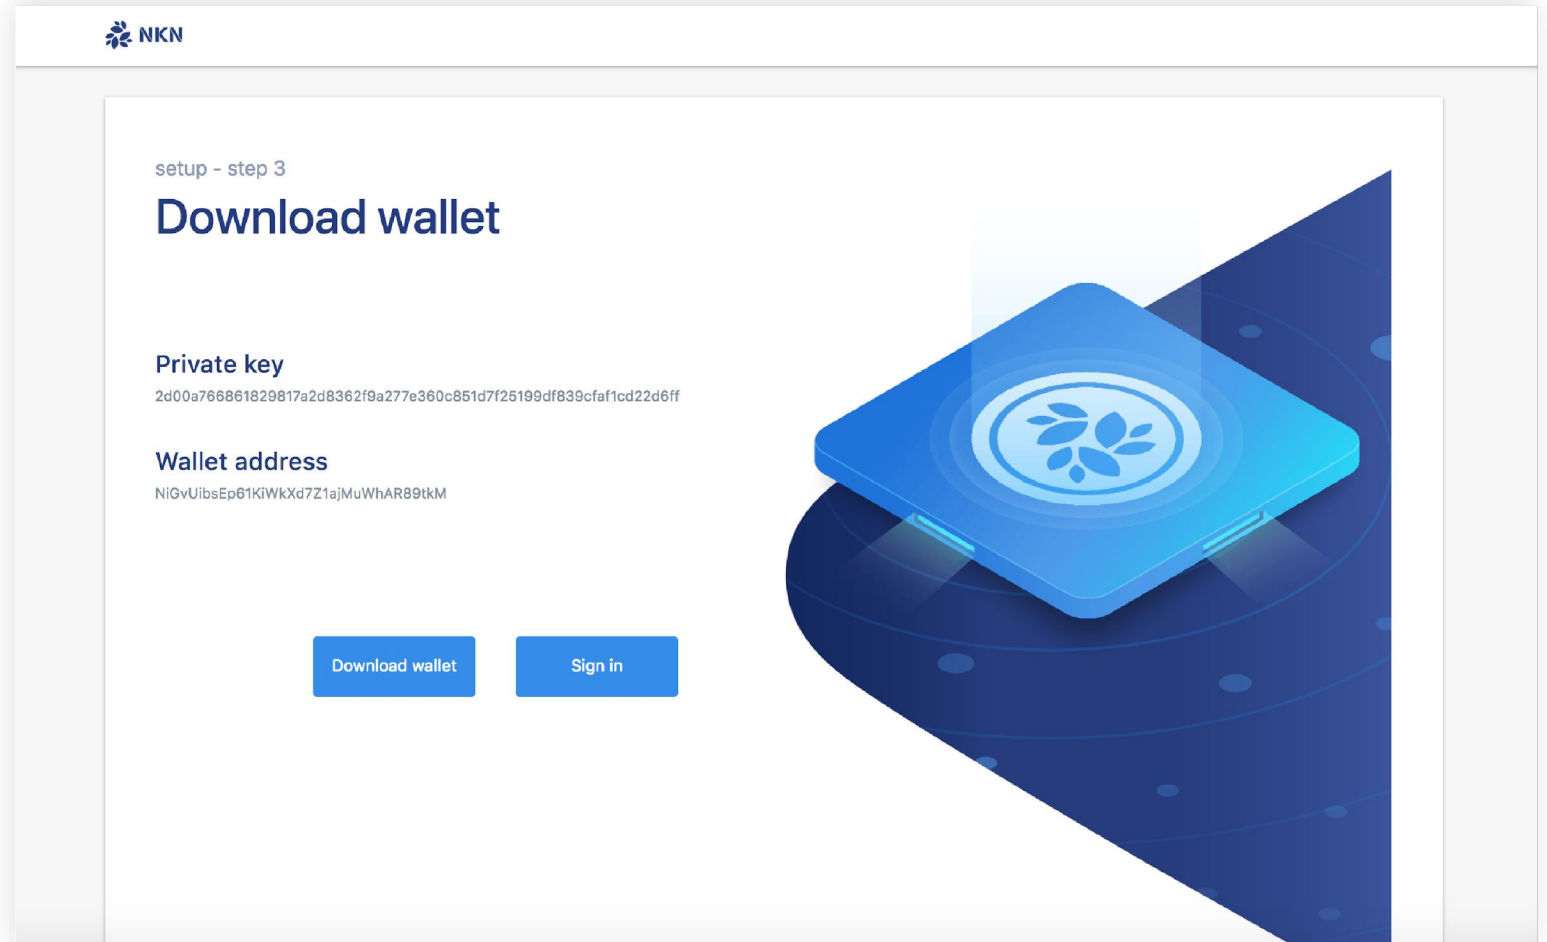 NKN
setup - step 3
Download wallet
Private key
2d00a766861829817a2d8362f9a277e360c851d7f25199df839cfaf1cd22d6ff
Wallet address
NiGvUibsEp61KiWkXd7Z1ajMuWhAR89tkM
Download wallet
Sign in